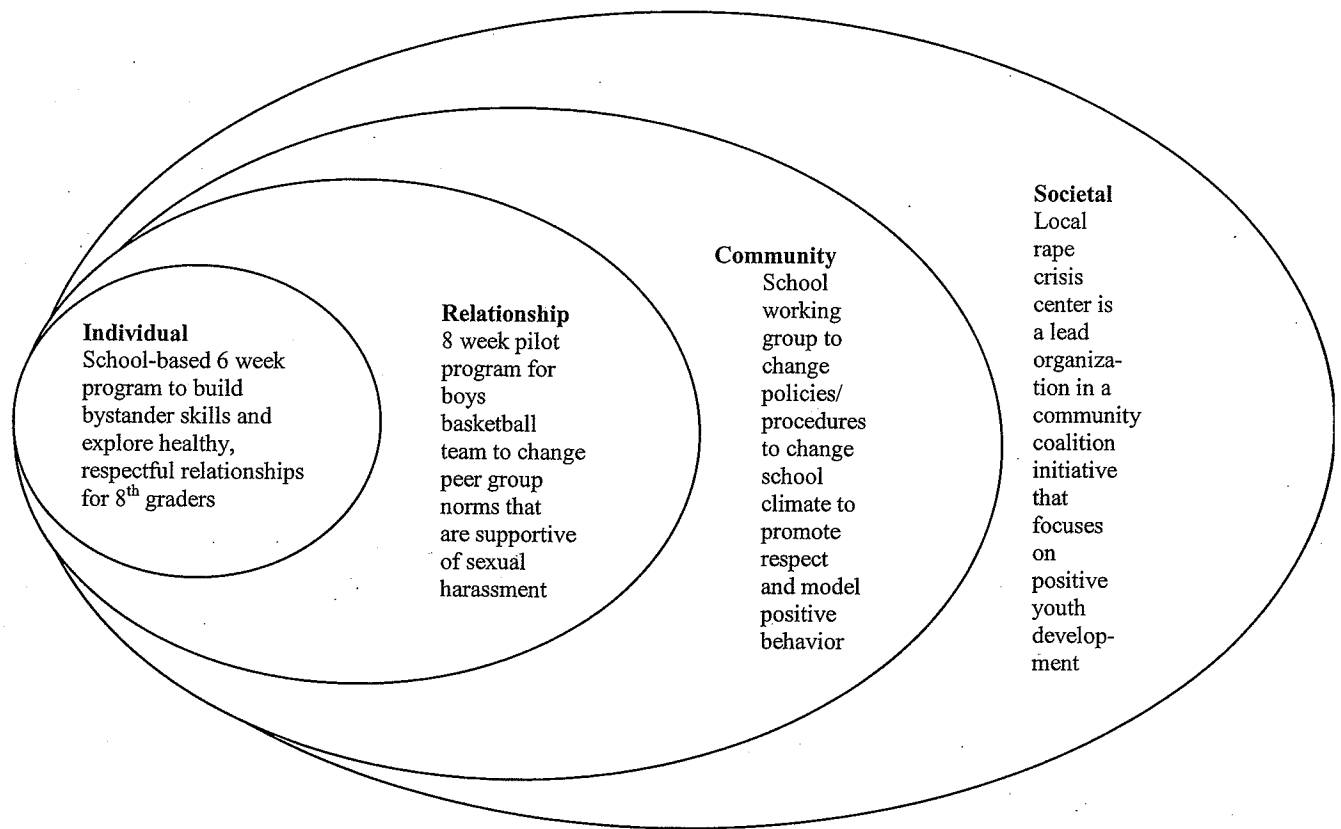 Individual
School-based 6 week
program to build
bystander skills and
explore healthy,
respectful relationships
for 8th graders
Relationship
8 week pilot
program for
boys
basketball
team to change
peer group
norms that
are supportive
of sexual
harassment
Community
School
working
group to
change
policies/
procedures
to change
school
climate to
promote
respect
and model
positive
behavior
Societal
Local
rape
crisis
center is
a lead
organiza-
tion in a
community
coalition
initiative
that
focuses
on
positive
youth
develop-
ment